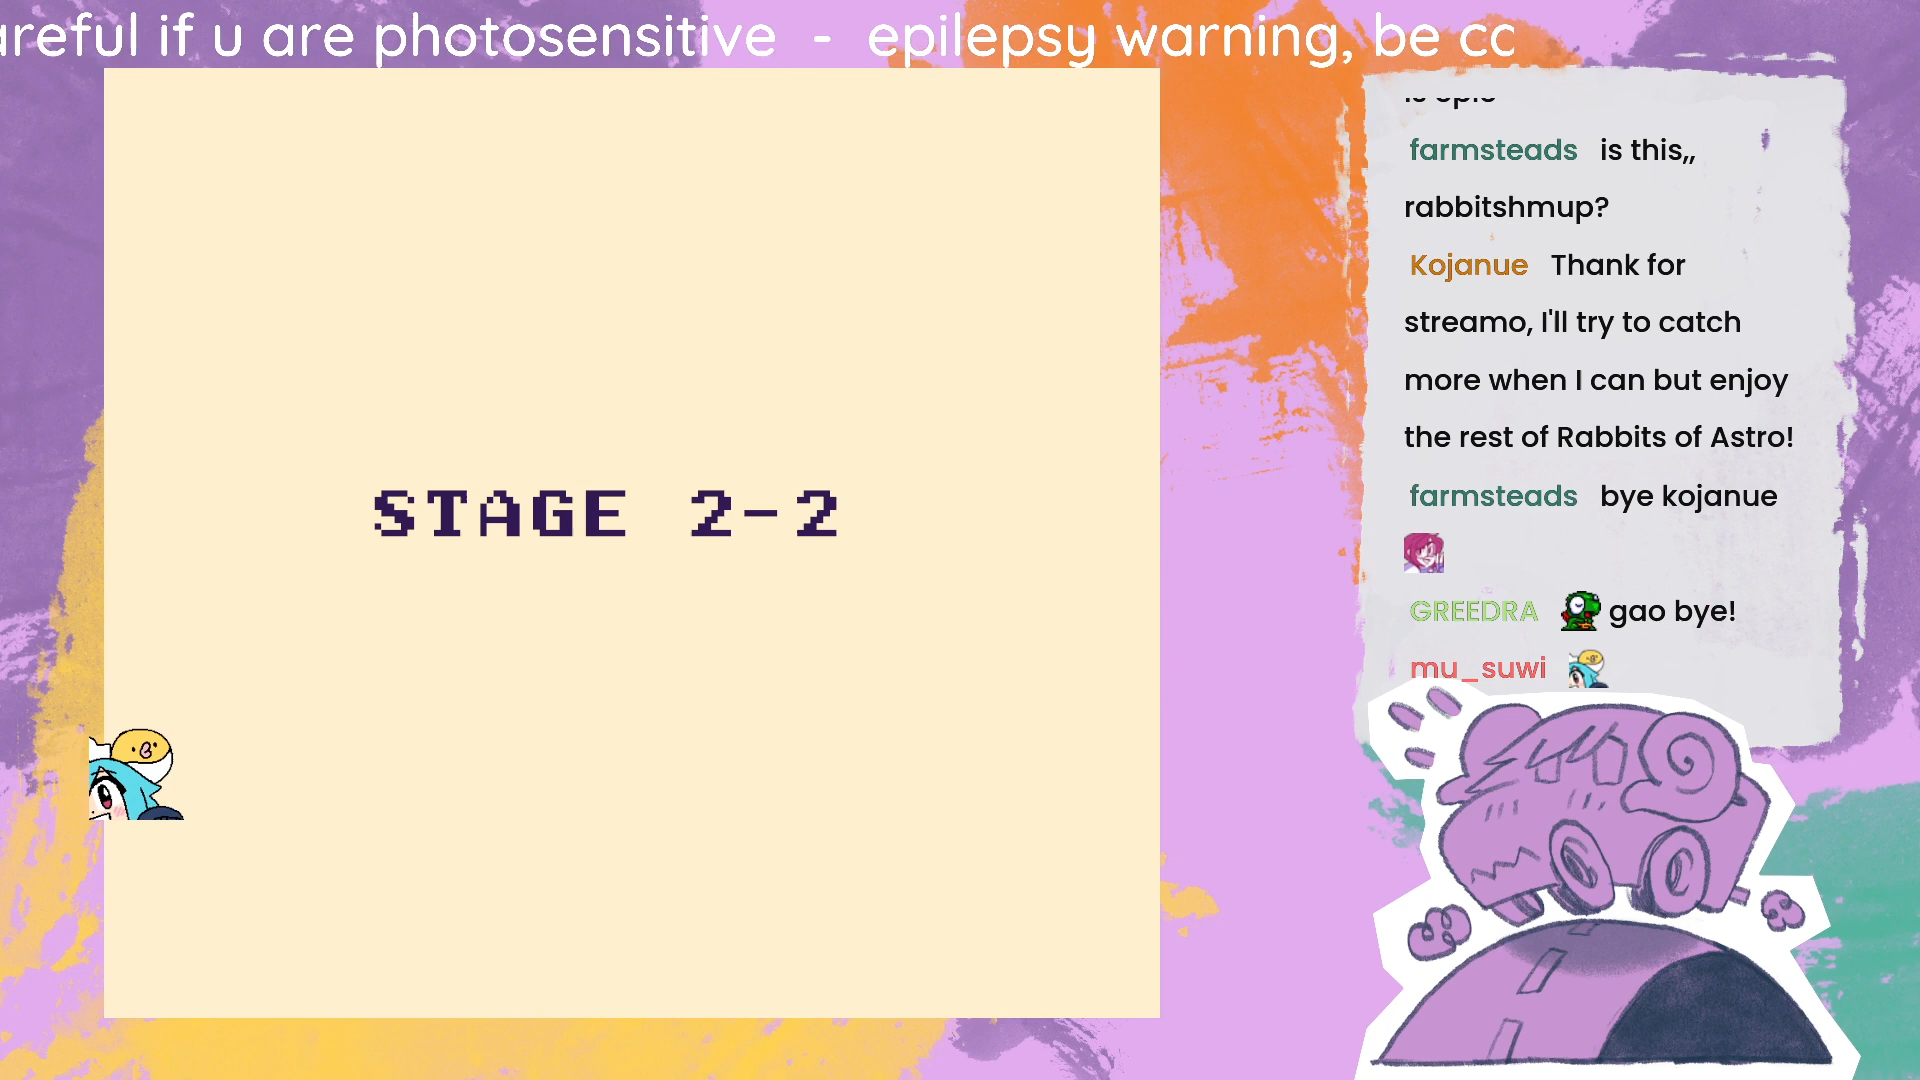 areful if u are photosensitive - epilepsy warning, be
farmsteads is this,,
rabbitshmup?
Kojanue Thank for
streamo, I'll try to catch
more when I can but enjoy
the rest of Rabbits of Astro!
farmsteads bye kojanue
GREEDRA gao bye!
mu_suwi
STAGE 2-2